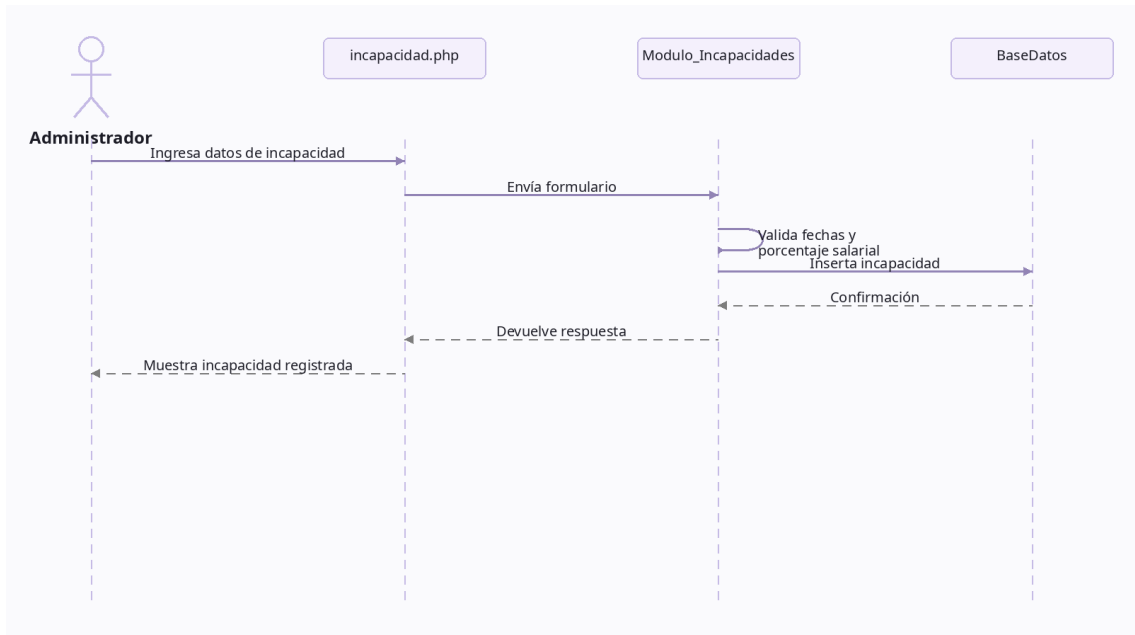 incapacidad.php
Modulo_Incapacidades
BaseDatos
Administrador
Ingresa datos de incapacidad
Envía formulario
Valida fechas y
porcentaje salarial
Inserta incapacidad
Confirmación
Devuelve respuesta
Muestra incapacidad registrada